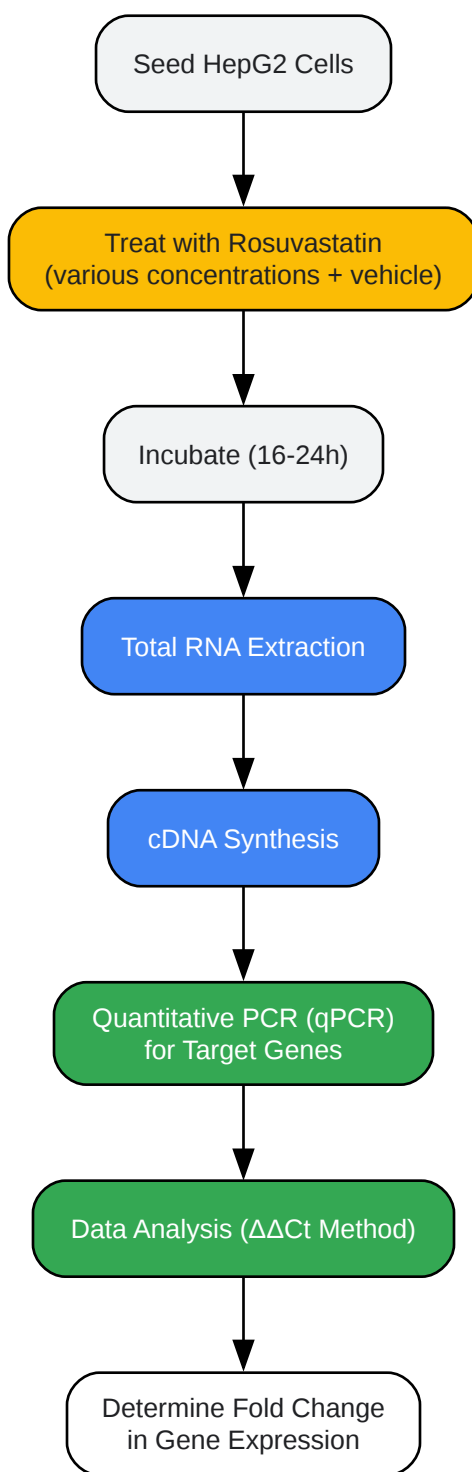 Seed HepG2 Cells
Treat with Rosuvastatin
(various concentrations + vehicle)
Incubate (16-24h)
Total RNA Extraction
cDNA Synthesis
Quantitative PCR (qPCR)
for Target Genes
Data Analysis (ΔΔCt Method)
Determine Fold Change
in Gene Expression